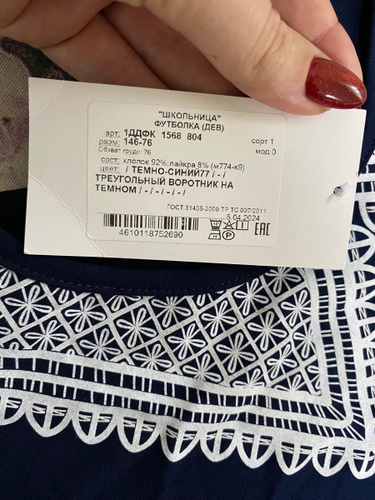 "ШКОЛЬНИЦА"
ФУТБОЛКА (ДЕВ)
арт: 1ДДФК 1568 804 сорт 1
разм: 146-76 мод:0
Обхват груди: 76
сост: хлопок 92%;лайкра 8% (м774-к9)
цвет: / ТЕМНО-СИНИЙ77 / - /
ТРЕУГОЛЬНЫЙ ВОРОТНИК НА
ТЕМНОМ / - / - / - / - /
ГОСТ 31405-2009 ТР ТС 007/2011
5.04.2024
4610118752690
EAC